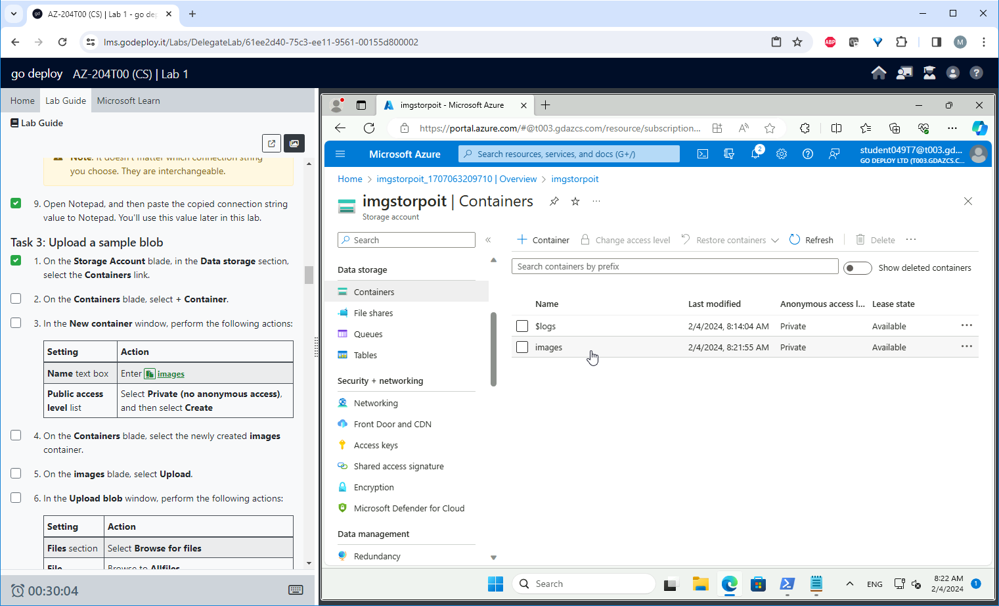 AZ-204T00 (CS) | Lab 1 - go dep
lms.godeploy.it/Labs/DelegateLab/61ee2d40-75c3-ee11-9561-00155d800002
ABP
M
go deploy AZ-204T00 (CS) | Lab 1
Home Lab Guide Microsoft Learn
Lab Guide
Note: It doesn't matter which connection string
you choose. They are interchangeable.
9. Open Notepad, and then paste the copied connection string
value to Notepad. You'll use this value later in this lab.
Task 3: Upload a sample blob
1. On the Storage Account blade, in the Data storage section,
select the Containers link.
2. On the Containers blade, select + Container.
3. In the New container window, perform the following actions:
Setting Action
Name text box Enter images
Public access
level list
Select Private (no anonymous access),
and then select Create
4. On the Containers blade, select the newly created images
container.
5. On the images blade, select Upload.
6. In the Upload blob window, perform the following actions:
Setting Action
Files section Select Browse for files
File Browse to Allfiles
00:30:04
imgstorpoit - Microsoft Azure
https://portal.azure.com/#@t003.gdazcs.com/resource/subscription...
Microsoft Azure
Search resources, services, and docs (G+/)
2
student049T7@t003.gd...
GO DEPLOY LTD (T003.GDAZCS.C...
Home > imgstorpoit_1707063209710 | Overview > imgstorpoit
imgstorpoit | Containers
Storage account
Search
Data storage
Containers
File shares
Queues
Tables
Security + networking
Networking
Front Door and CDN
Access keys
Shared access signature
Encryption
Microsoft Defender for Cloud
Data management
Redundancy
+ Container Change access level Restore containers Refresh Delete
Search containers by prefix
Show deleted containers
Name Last modified Anonymous access l... Lease state
$logs 2/4/2024, 8:14:04 AM Private Available
images 2/4/2024, 8:21:55 AM Private Available
Search
ENG
8:22 AM
2/4/2024
1